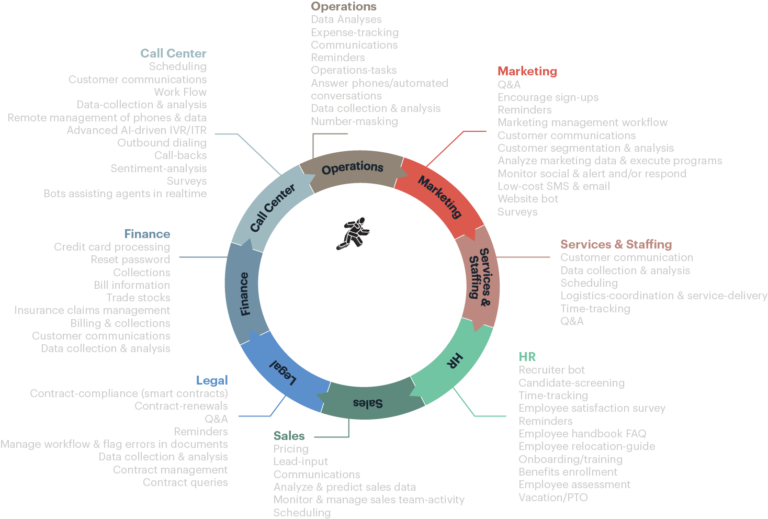 Operations
Data Analyses
Expense-tracking
Communications
Reminders
Operations-tasks
Answer phones/automated
conversations
Data collection & analysis
Number-masking
Call Center
Scheduling
Customer communications
Work Flow
Data-collection & analysis
Remote management of phones & data
Advanced AI-driven IVR/ITR
Outbound dialing
Call-backs
Sentiment-analysis
Surveys
Bots assisting agents in realtime
Marketing
Q&A
Encourage sign-ups
Reminders
Marketing management workflow
Customer communications
Customer segmentation & analysis
Analyze marketing data & execute programs
Monitor social & alert and/or respond
Low-cost SMS & email
Website bot
Surveys
Operations
Marketing
Services &
Staffing
HR
Sales
Legal
Finance
Call Center
Finance
Credit card processing
Reset password
Collections
Bill information
Trade stocks
Insurance claims management
Billing & collections
Customer communications
Data collection & analysis
Services & Staffing
Customer communication
Data collection & analysis
Scheduling
Logistics-coordination & service-delivery
Time-tracking
Q&A
Legal
Contract-compliance (smart contracts)
Contract-renewals
Q&A
Reminders
Manage workflow & flag errors in documents
Data collection & analysis
Contract management
Contract queries
Sales
Pricing
Lead-input
Communications
Analyze & predict sales data
Monitor & manage sales team-activity
Scheduling
HR
Recruiter bot
Candidate-screening
Time-tracking
Employee satisfaction survey
Reminders
Employee handbook FAQ
Employee relocation-guide
Onboarding/training
Benefits enrollment
Employee assessment
Vacation/PTO